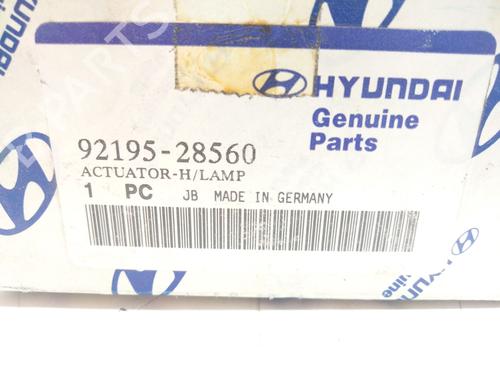 HYUNDAI
Genuine
Parts
92195-28560
ACTUATOR-H/LAMP
1 PC JB MADE IN GERMANY